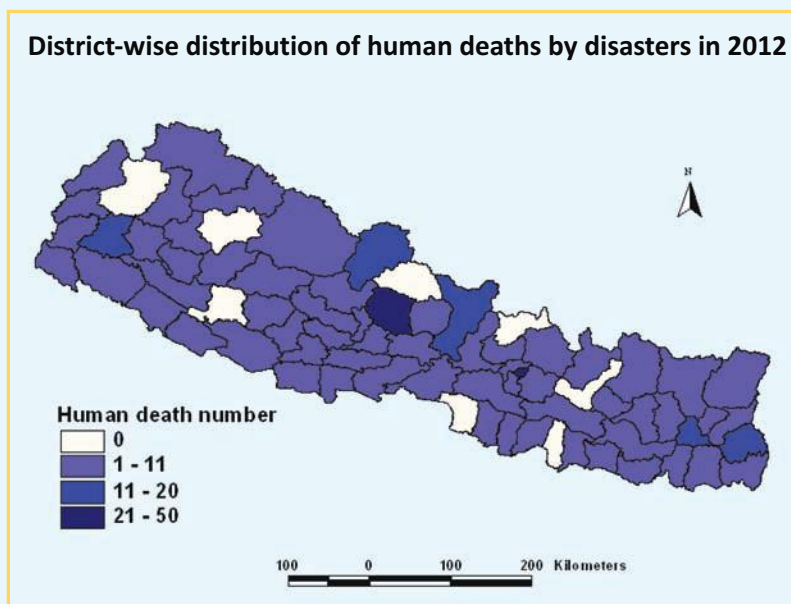 District-wise distribution of human deaths by disasters in 2012
N
Human death number
0
1 - 11
11 - 20
21 - 50
100 0 100 200 Kilometers